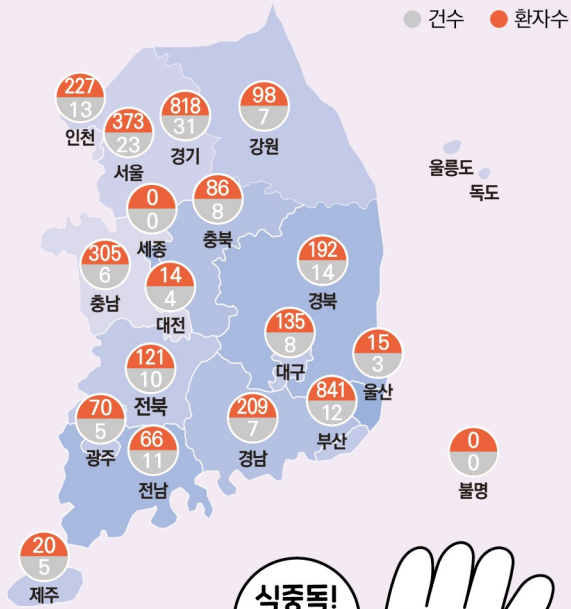 건수 환자수
227
13
인천
373
23
서울
818
31
경기
98
7
강원
울릉도
독도
0
0
세종
86
8
충북
305
6
충남
14
4
대전
192
14
경북
135
8
대구
15
3
울산
121
10
전북
841
12
부산
70
5
광주
66
11
전남
209
7
경남
0
0
불명
20
5
제주
식중독!